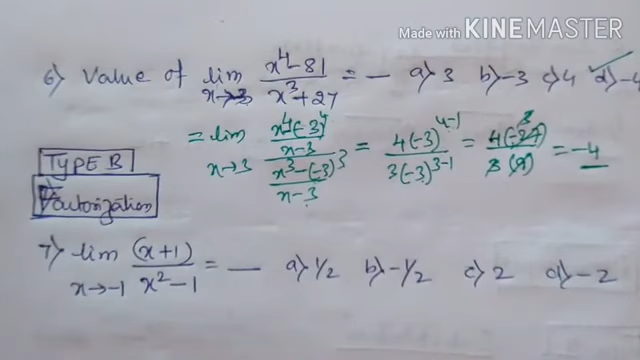 Made with KINEMASTER
6) Value of lim x→3 x⁴-81 / x³+27 = — a) 3 b) -3 c) 4 d) -4
= lim x→3 (x⁴-(-3)⁴ / x-3) / (x³-(-3)³ / x-3) = 4(-3)⁴⁻¹ / 3(-3)³⁻¹ = 4(-27) / 3(9) = -4
TYPE B
Factorization
7) lim x→-1 (x+1) / x²-1 = — a) 1/2 b) -1/2 c) 2 d) -2